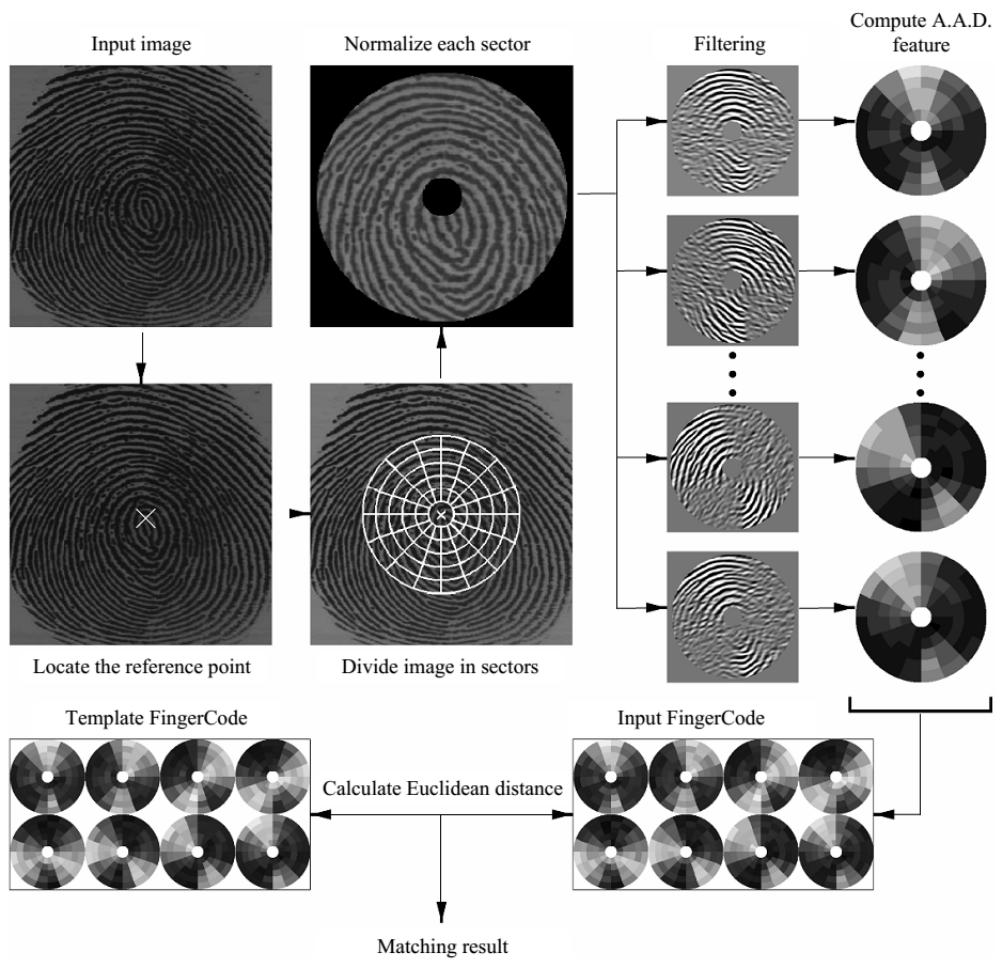 Input image
Normalize each sector
Filtering
Compute A.A.D.
feature
Locate the reference point
Divide image in sectors
Template FingerCode
Input FingerCode
Calculate Euclidean distance
Matching result